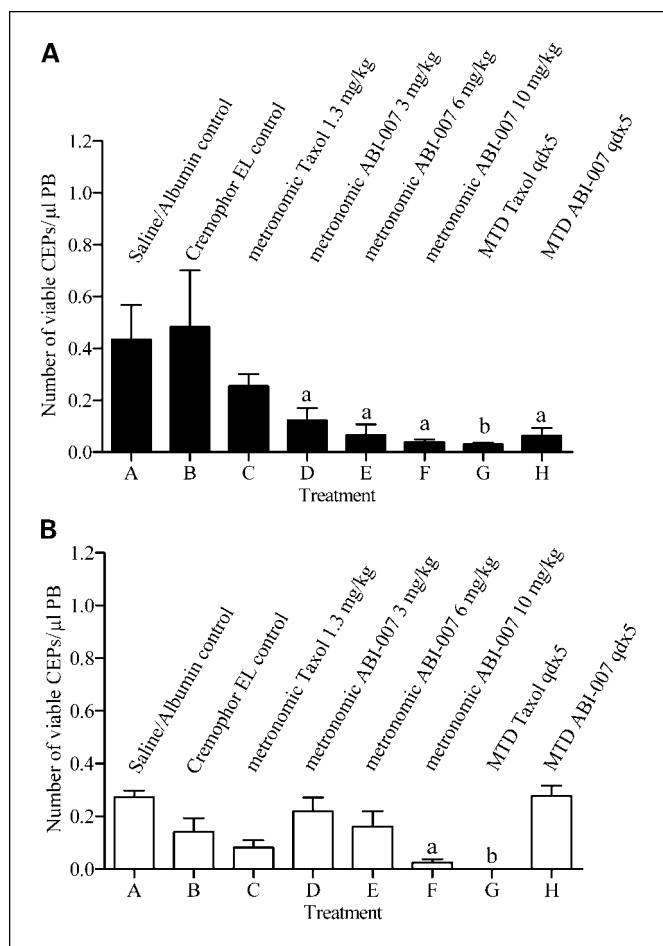 A
Saline/Albumin control
Cremophor EL control
metronomic Taxol 1.3 mg/kg
metronomic ABI-007 3 mg/kg
metronomic ABI-007 6 mg/kg
metronomic ABI-007 10 mg/kg
MTD Taxol qdx5
MTD ABI-007 qdx5
Number of viable CEPs/µl PB
1.2
1.0
0.8
0.6
0.4
0.2
0.0
a a a b a
A B C D E F G H
Treatment
B
Saline/Albumin control
Cremophor EL control
metronomic Taxol 1.3 mg/kg
metronomic ABI-007 3 mg/kg
metronomic ABI-007 6 mg/kg
metronomic ABI-007 10 mg/kg
MTD Taxol qdx5
MTD ABI-007 qdx5
Number of viable CEPs/µl PB
1.2
1.0
0.8
0.6
0.4
0.2
0.0
a b
A B C D E F G H
Treatment